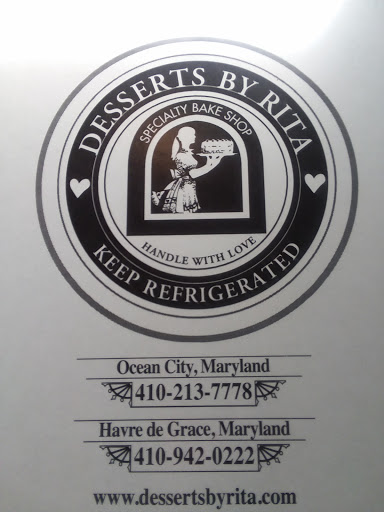 DESSERTS BY RITA
SPECIALTY BAKE SHOP
HANDLE WITH LOVE
KEEP REFRIGERATED
Ocean City, Maryland
410-213-7778
Havre de Grace, Maryland
410-942-0222
www.dessertsbyrita.com